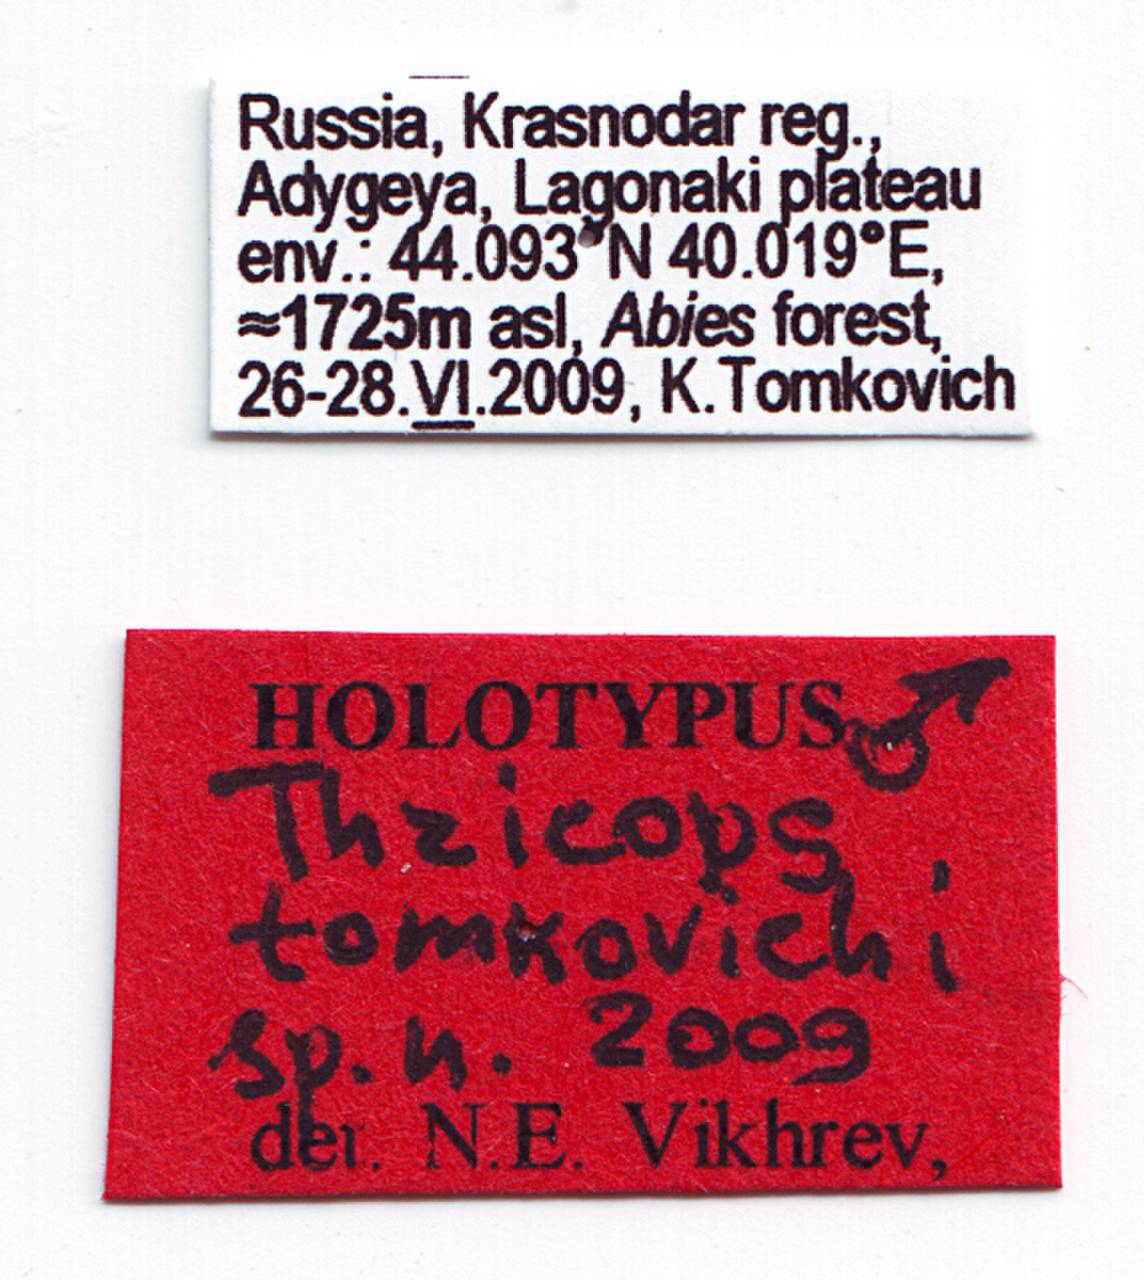 Russia, Krasnodar reg.,
Adygeya, Lagonaki plateau
env.: 44.093°N 40.019°E,
≈1725m asl, Abies forest,
26-28.VI.2009, K.Tomkovich
HOLOTYPUS ♂
Thricops
tomkovichi
sp.n. 2009
det. N.E. Vikhrev,